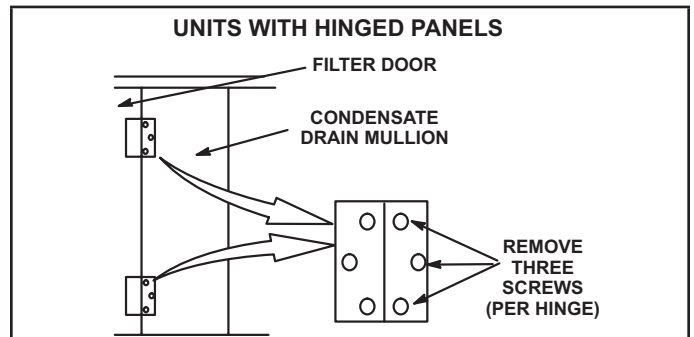 UNITS WITH HINGED PANELS
FILTER DOOR
CONDENSATE
DRAIN MULLION
REMOVE
THREE
SCREWS
(PER HINGE)